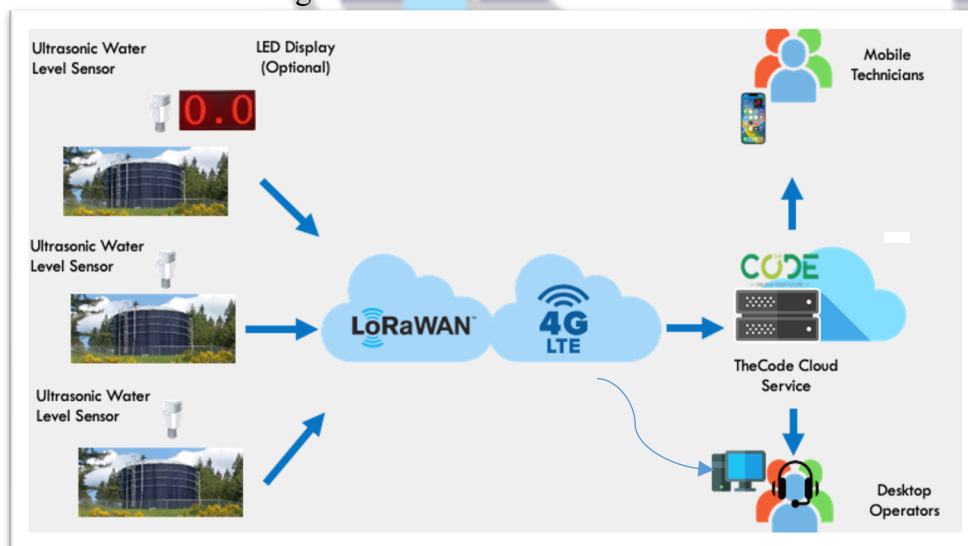 Ultrasonic Water
Level Sensor
LED Display
(Optional)
0.0
Mobile
Technicians
Ultrasonic Water
Level Sensor
LoRaWAN™
4G
LTE
CODE
TheCode Cloud
Service
Ultrasonic Water
Level Sensor
Desktop
Operators